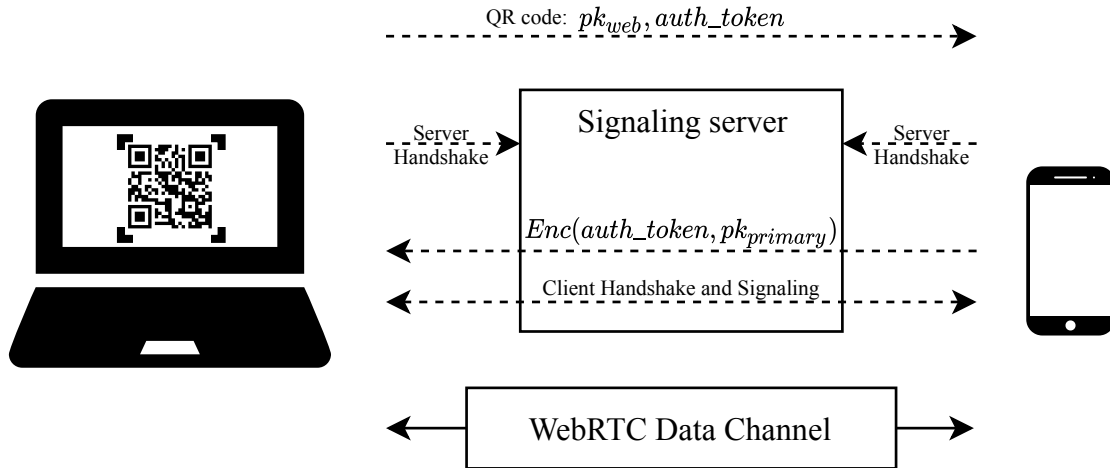 QR code: pk_web, auth_token
Signaling server
Server
Handshake
Server
Handshake
Enc(auth_token, pk_primary)
Client Handshake and Signaling
WebRTC Data Channel